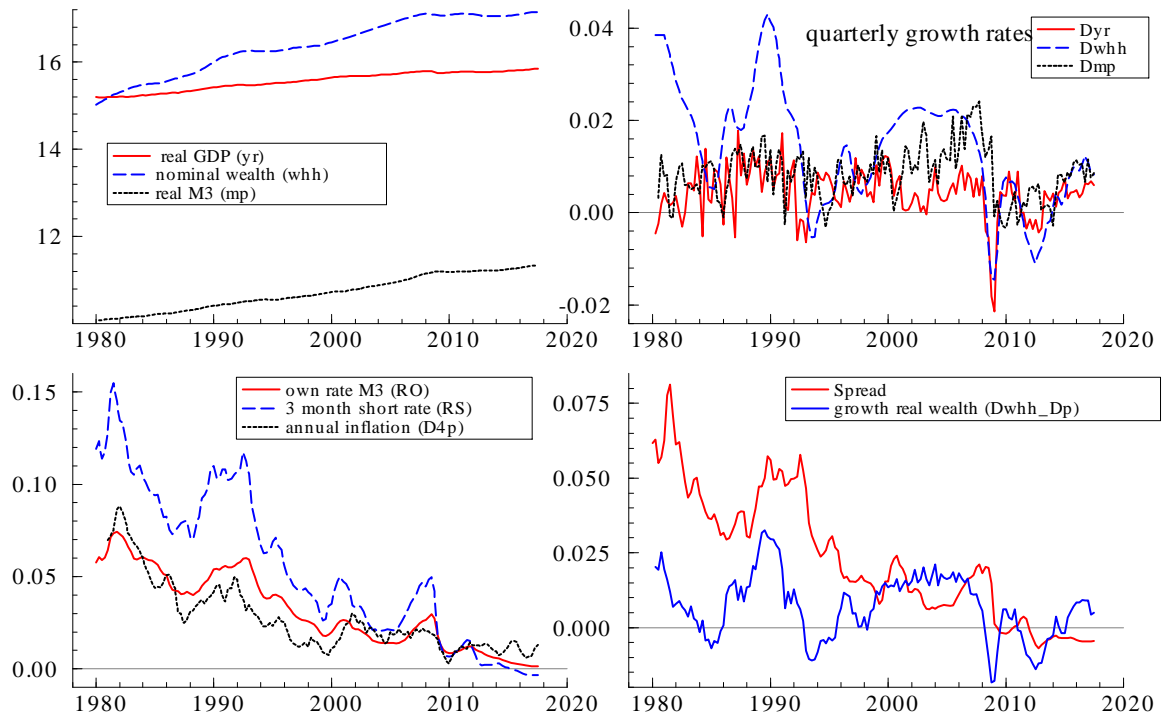 16
14
12
real GDP (yr)
nominal wealth (whh)
real M3 (mp)
1980 1990 2000 2010 2020
quarterly growth rates
Dyr
Dwhh
Dmp
0.04
0.02
0.00
-0.02
1980 1990 2000 2010 2020
0.15
0.10
0.05
0.00
own rate M3 (RO)
3 month short rate (RS)
annual inflation (D4p)
1980 1990 2000 2010 2020
Spread
growth real wealth (Dwhh_Dp)
0.075
0.050
0.025
0.000
1980 1990 2000 2010 2020